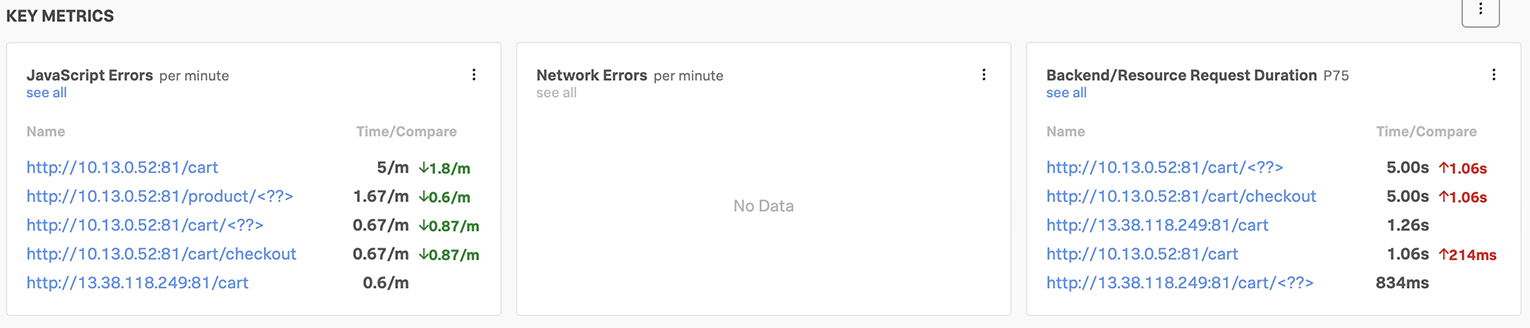 KEY METRICS
JavaScript Errors per minute
see all
Name Time/Compare
http://10.13.0.52:81/cart 5/m ↓1.8/m
http://10.13.0.52:81/product/<??> 1.67/m ↓0.6/m
http://10.13.0.52:81/cart/<??> 0.67/m ↓0.87/m
http://10.13.0.52:81/cart/checkout 0.67/m ↓0.87/m
http://13.38.118.249:81/cart 0.6/m
Network Errors per minute
see all
No Data
Backend/Resource Request Duration P75
see all
Name Time/Compare
http://10.13.0.52:81/cart/<??> 5.00s ↑1.06s
http://10.13.0.52:81/cart/checkout 5.00s ↑1.06s
http://13.38.118.249:81/cart 1.26s
http://10.13.0.52:81/cart 1.06s ↑214ms
http://13.38.118.249:81/cart/<??> 834ms